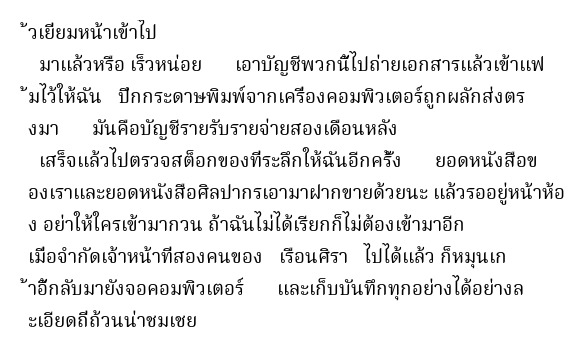 ้วเยี่ยมหน้าเข้าไป
มาแล้วหรือ เร็วหน่อย เอาบัญชีพวกนี้ไปถ่ายเอกสารแล้วเข้าแฟ
้มไว้ให้ฉัน ปึกกระดาษพิมพ์จากเครื่องคอมพิวเตอร์ถูกผลักส่งตร
งมา มันคือบัญชีรายรับรายจ่ายสองเดือนหลัง
เสร็จแล้วไปตรวจสต็อกของที่ระลึกให้ฉันอีกครั้ง ยอดหนังสือข
องเราและยอดหนังสือศิลปากรเอามาฝากขายด้วยนะ แล้วรออยู่หน้าห้อ
ง อย่าให้ใครเข้ามากวน ถ้าฉันไม่ได้เรียกก็ไม่ต้องเข้ามาอีก
เมื่อจำกัดเจ้าหน้าที่สองคนของ เรือนศิรา ไปได้แล้ว ก็หมุนเก
้าอี้กลับมายังจอคอมพิวเตอร์ และเก็บบันทึกทุกอย่างได้อย่างล
ะเอียดถี่ถ้วนน่าชมเชย